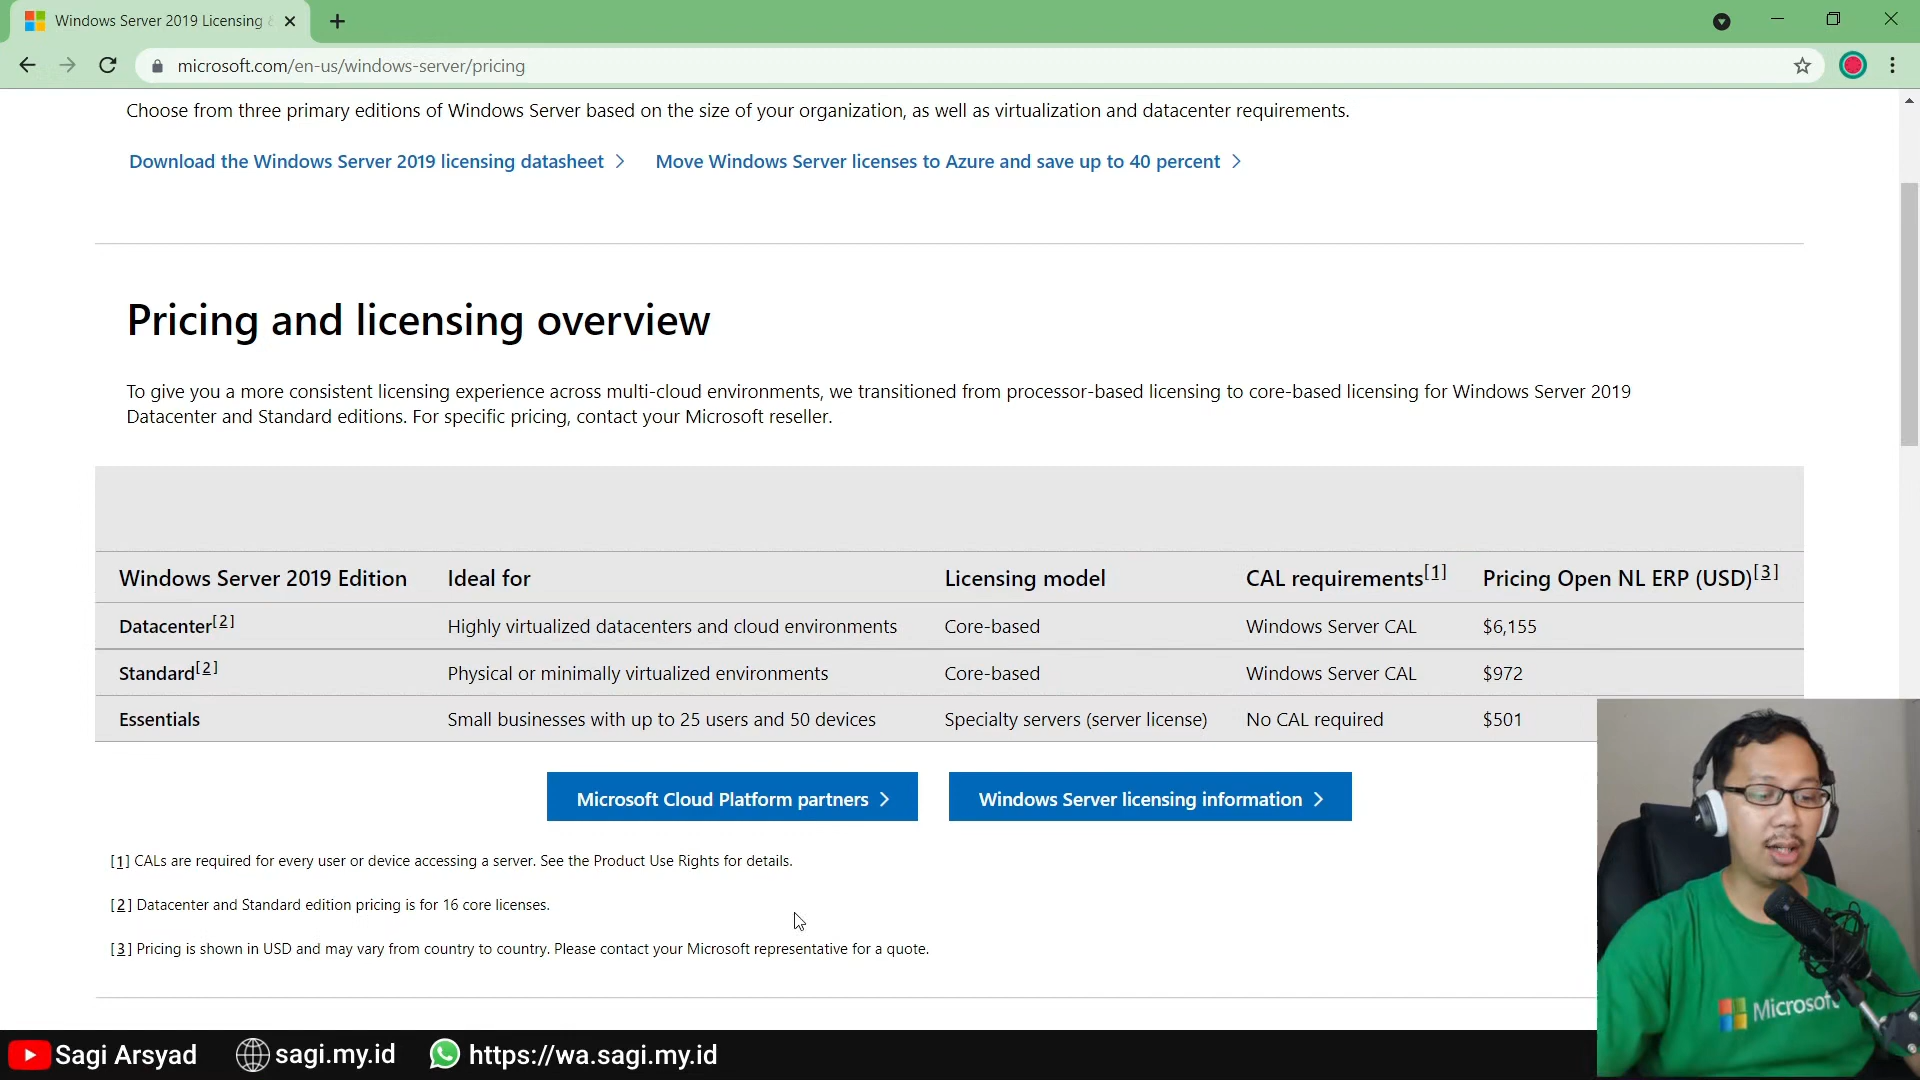 Windows Server 2019 Licensing &
microsoft.com/en-us/windows-server/pricing
Choose from three primary editions of Windows Server based on the size of your organization, as well as virtualization and datacenter requirements.
Download the Windows Server 2019 licensing datasheet Move Windows Server licenses to Azure and save up to 40 percent
Pricing and licensing overview
To give you a more consistent licensing experience across multi-cloud environments, we transitioned from processor-based licensing to core-based licensing for Windows Server 2019
Datacenter and Standard editions. For specific pricing, contact your Microsoft reseller.
Windows Server 2019 Edition Ideal for Licensing model CAL requirements[1] Pricing Open NL ERP (USD)[3]
Datacenter[2] Highly virtualized datacenters and cloud environments Core-based Windows Server CAL $6,155
Standard[2] Physical or minimally virtualized environments Core-based Windows Server CAL $972
Essentials Small businesses with up to 25 users and 50 devices Specialty servers (server license) No CAL required $501
Microsoft Cloud Platform partners Windows Server licensing information
[1] CALs are required for every user or device accessing a server. See the Product Use Rights for details.
[2] Datacenter and Standard edition pricing is for 16 core licenses.
[3] Pricing is shown in USD and may vary from country to country. Please contact your Microsoft representative for a quote.
Microsoft
Sagi Arsyad sagi.my.id https://wa.sagi.my.id